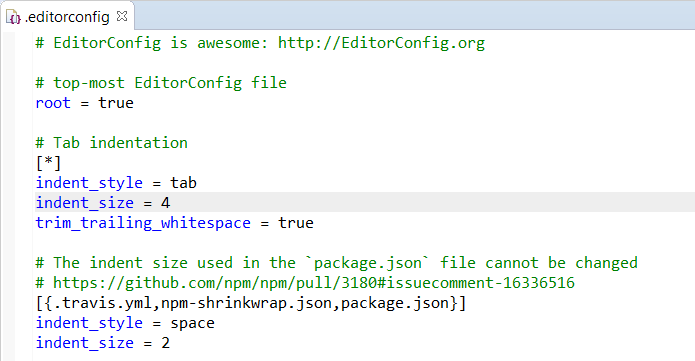 .editorconfig
# EditorConfig is awesome: http://EditorConfig.org
# top-most EditorConfig file
root = true
# Tab indentation
[*]
indent_style = tab
indent_size = 4
trim_trailing_whitespace = true
# The indent size used in the `package.json` file cannot be changed
# https://github.com/npm/npm/pull/3180#issuecomment-16336516
[{.travis.yml,npm-shrinkwrap.json,package.json}]
indent_style = space
indent_size = 2